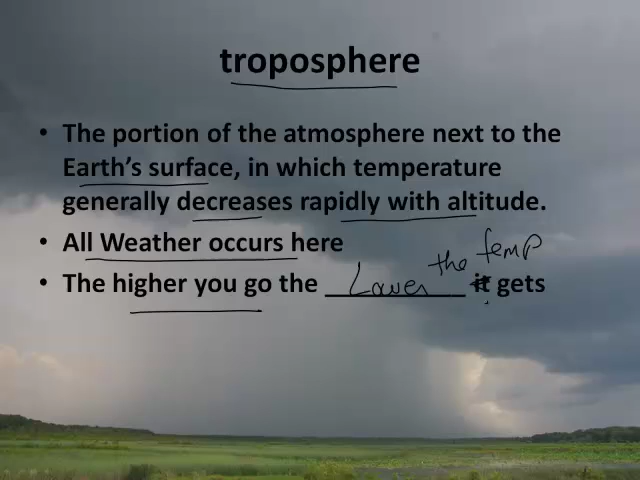 troposphere
• The portion of the atmosphere next to the
Earth's surface, in which temperature
generally decreases rapidly with altitude.
• All Weather occurs here
the temp
• The higher you go the Lower it gets